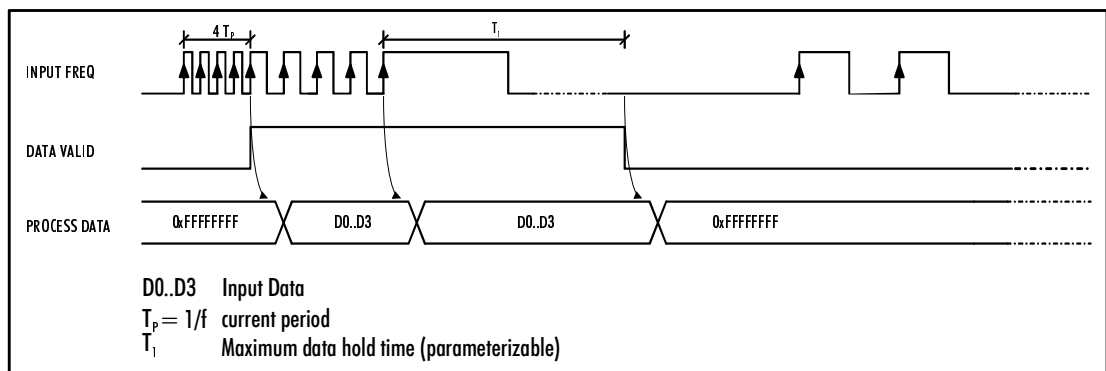 4 Tₚ
T₁
INPUT FREQ
DATA VALID
PROCESS DATA
0xFFFFFFFF
D0..D3
D0..D3
0xFFFFFFFF
D0..D3 Input Data
Tₚ = 1/f current period
T₁ Maximum data hold time (parameterizable)